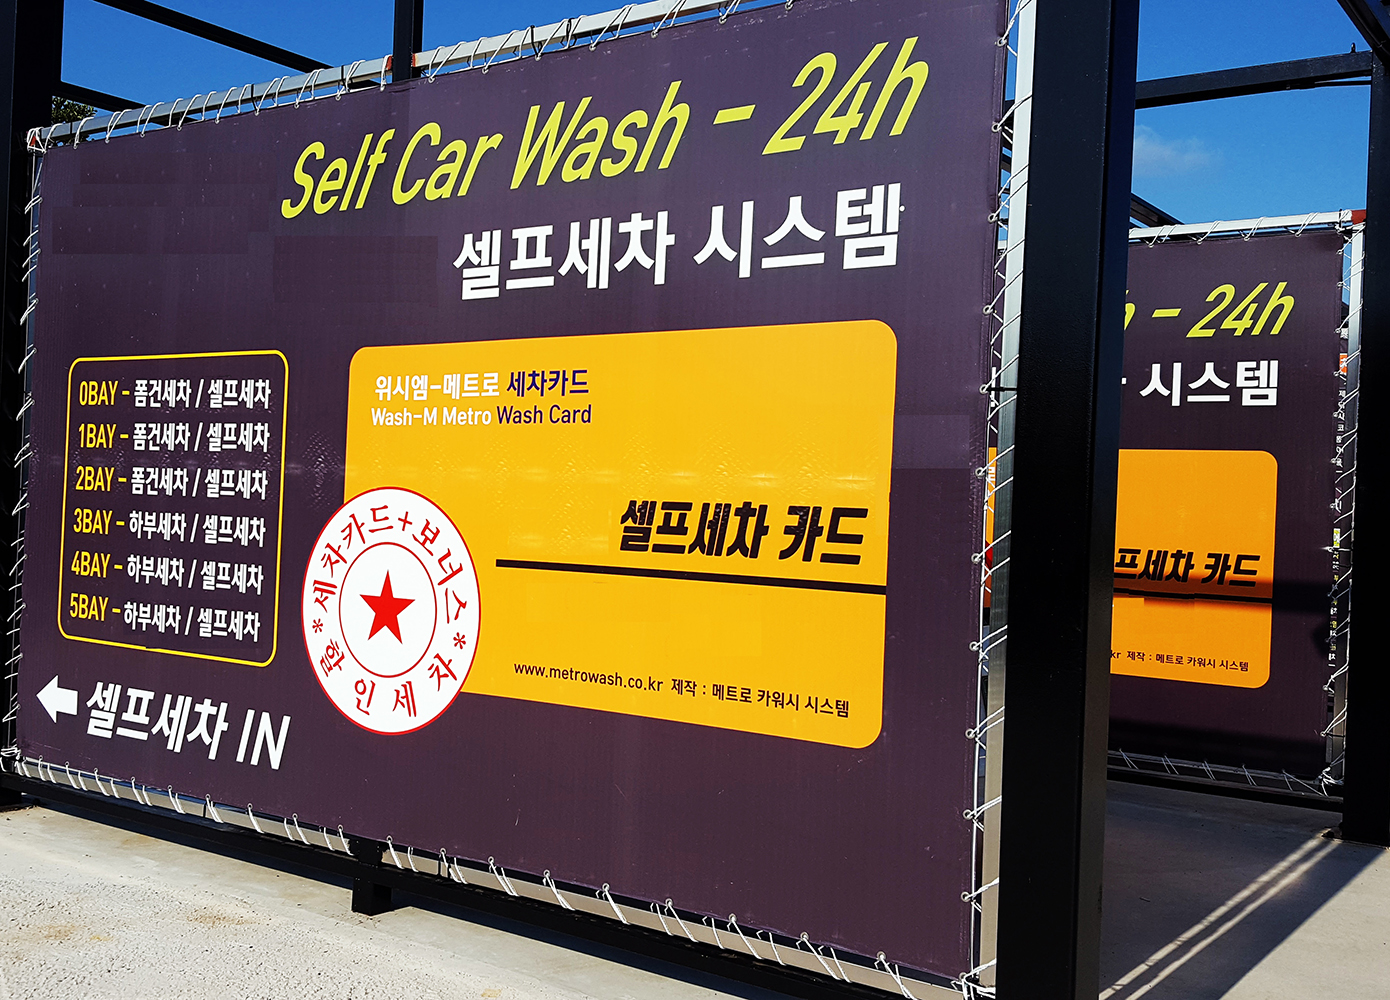 Self Car Wash - 24h
셀프세차 시스템
0BAY - 폼건세차 / 셀프세차
1BAY - 폼건세차 / 셀프세차
2BAY - 폼건세차 / 셀프세차
3BAY - 하부세차 / 셀프세차
4BAY - 하부세차 / 셀프세차
5BAY - 하부세차 / 셀프세차
셀프세차 IN
위시엠-메트로 세차카드
Wash-M Metro Wash Card
셀프세차 카드
*세차카드+보너스*
할인세차
www.metrowash.co.kr 제작 : 메트로 카워시 시스템
- 24h
시스템
프세차 카드
kr 제작 : 메트로 카워시 시스템